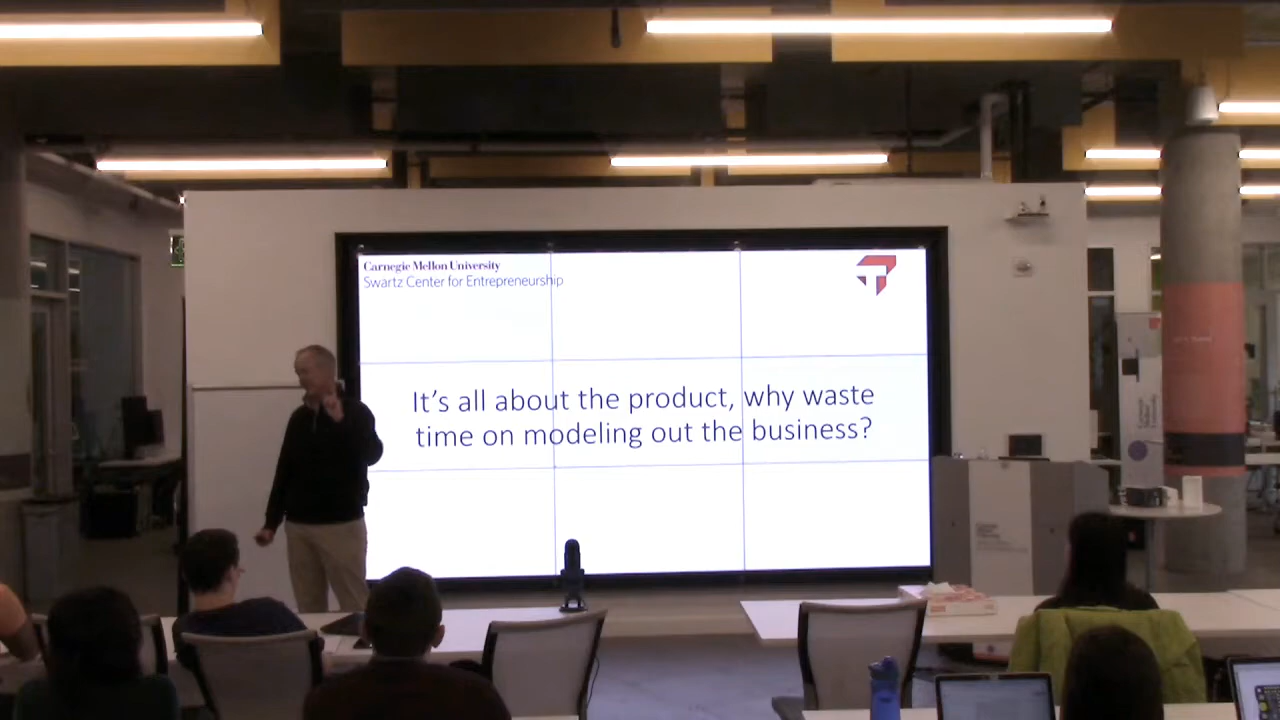 Carnegie Mellon University
Swartz Center for Entrepreneurship
T
It's all about the product, why waste
time on modeling out the business?